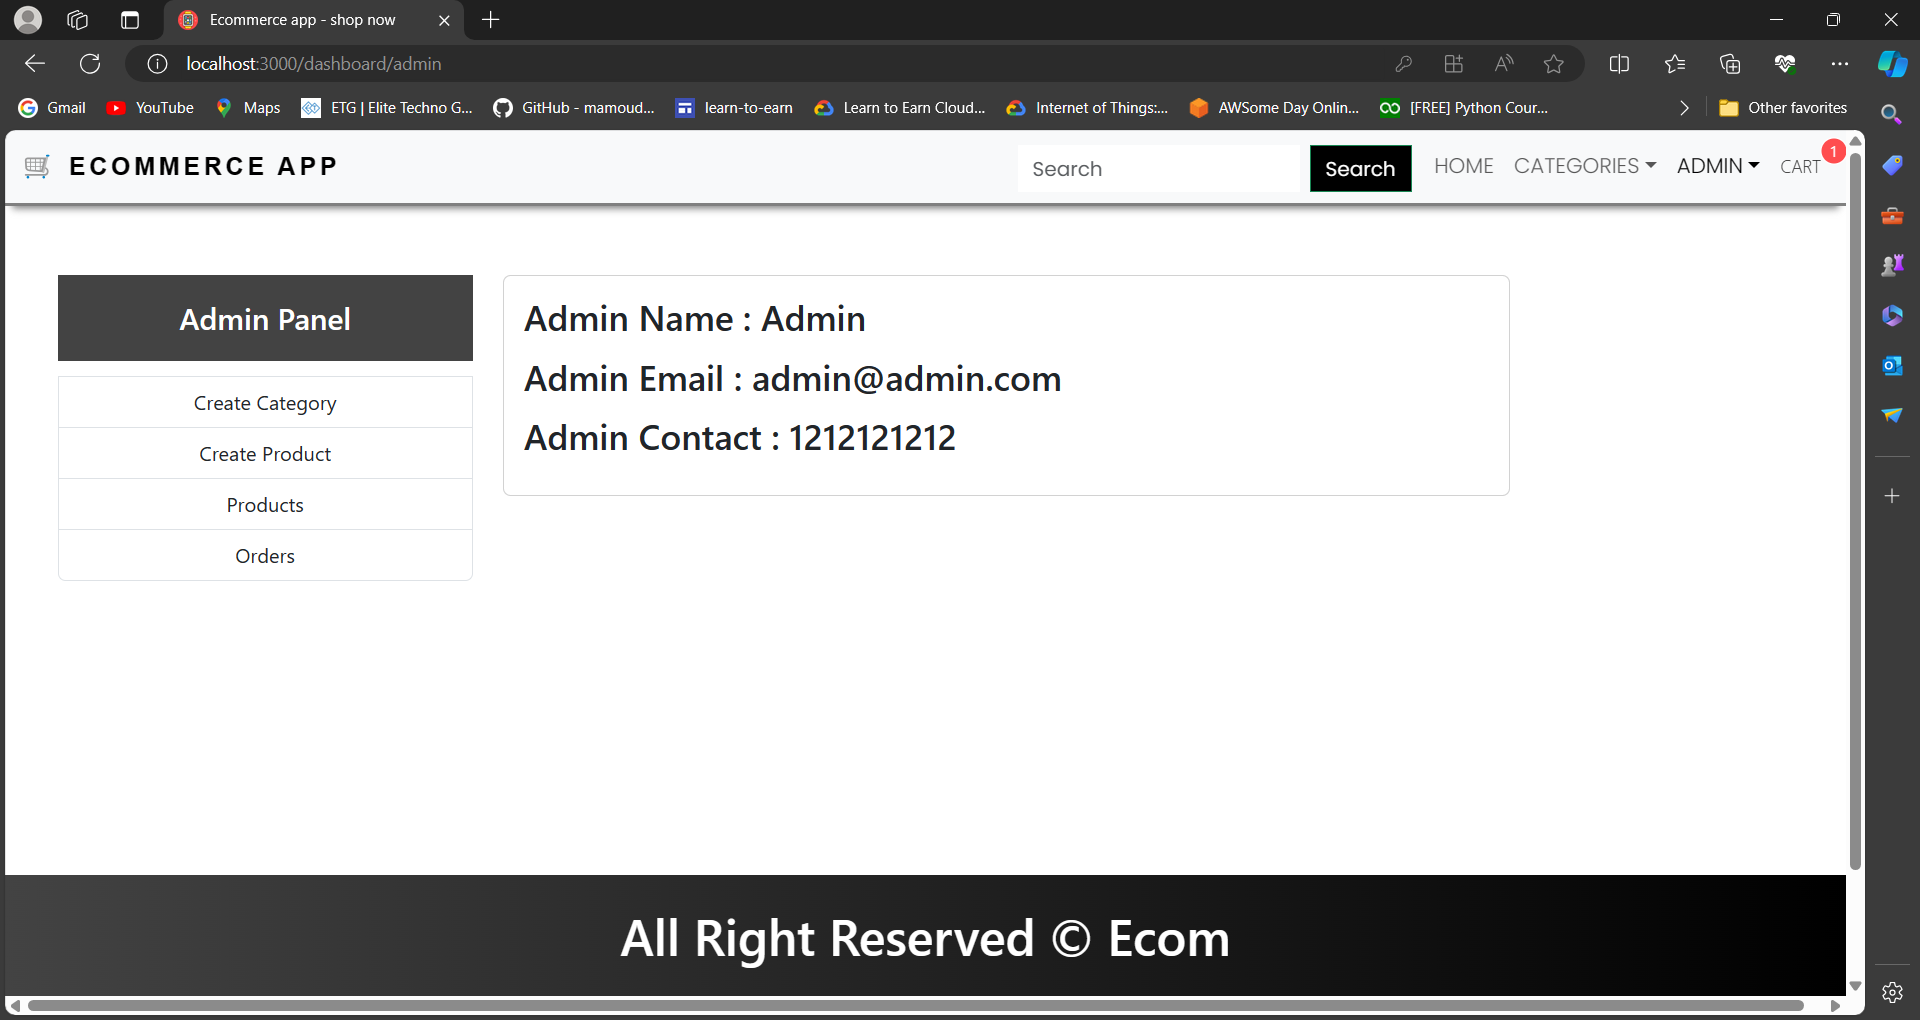 Ecommerce app - shop now
localhost:3000/dashboard/admin
Gmail YouTube Maps ETG | Elite Techno G... GitHub - mamoud... learn-to-earn Learn to Earn Cloud... Internet of Things:... AWSome Day Onlin... [FREE] Python Cour... Other favorites
ECOMMERCE APP Search Search HOME CATEGORIES ADMIN CART 1
Admin Panel
Create Category
Create Product
Products
Orders
Admin Name : Admin
Admin Email : admin@admin.com
Admin Contact : 1212121212
All Right Reserved © Ecom